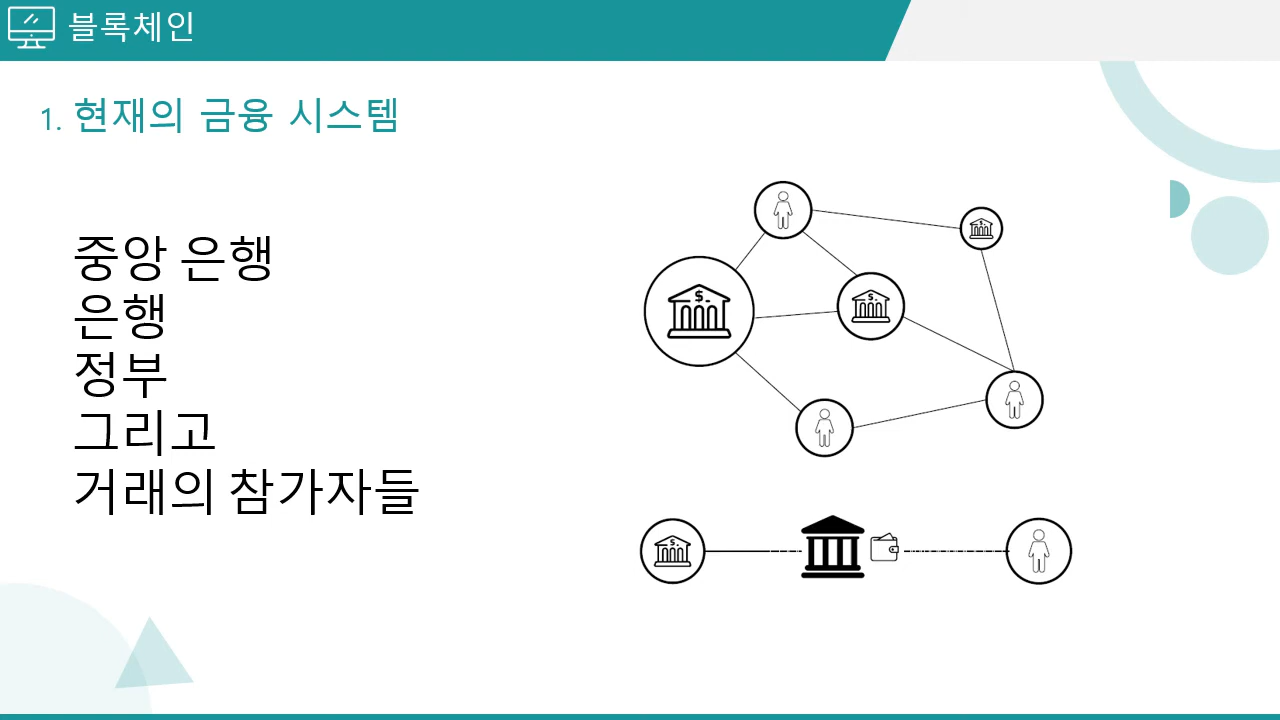 블록체인
1. 현재의 금융 시스템
중앙 은행
은행
정부
그리고
거래의 참가자들